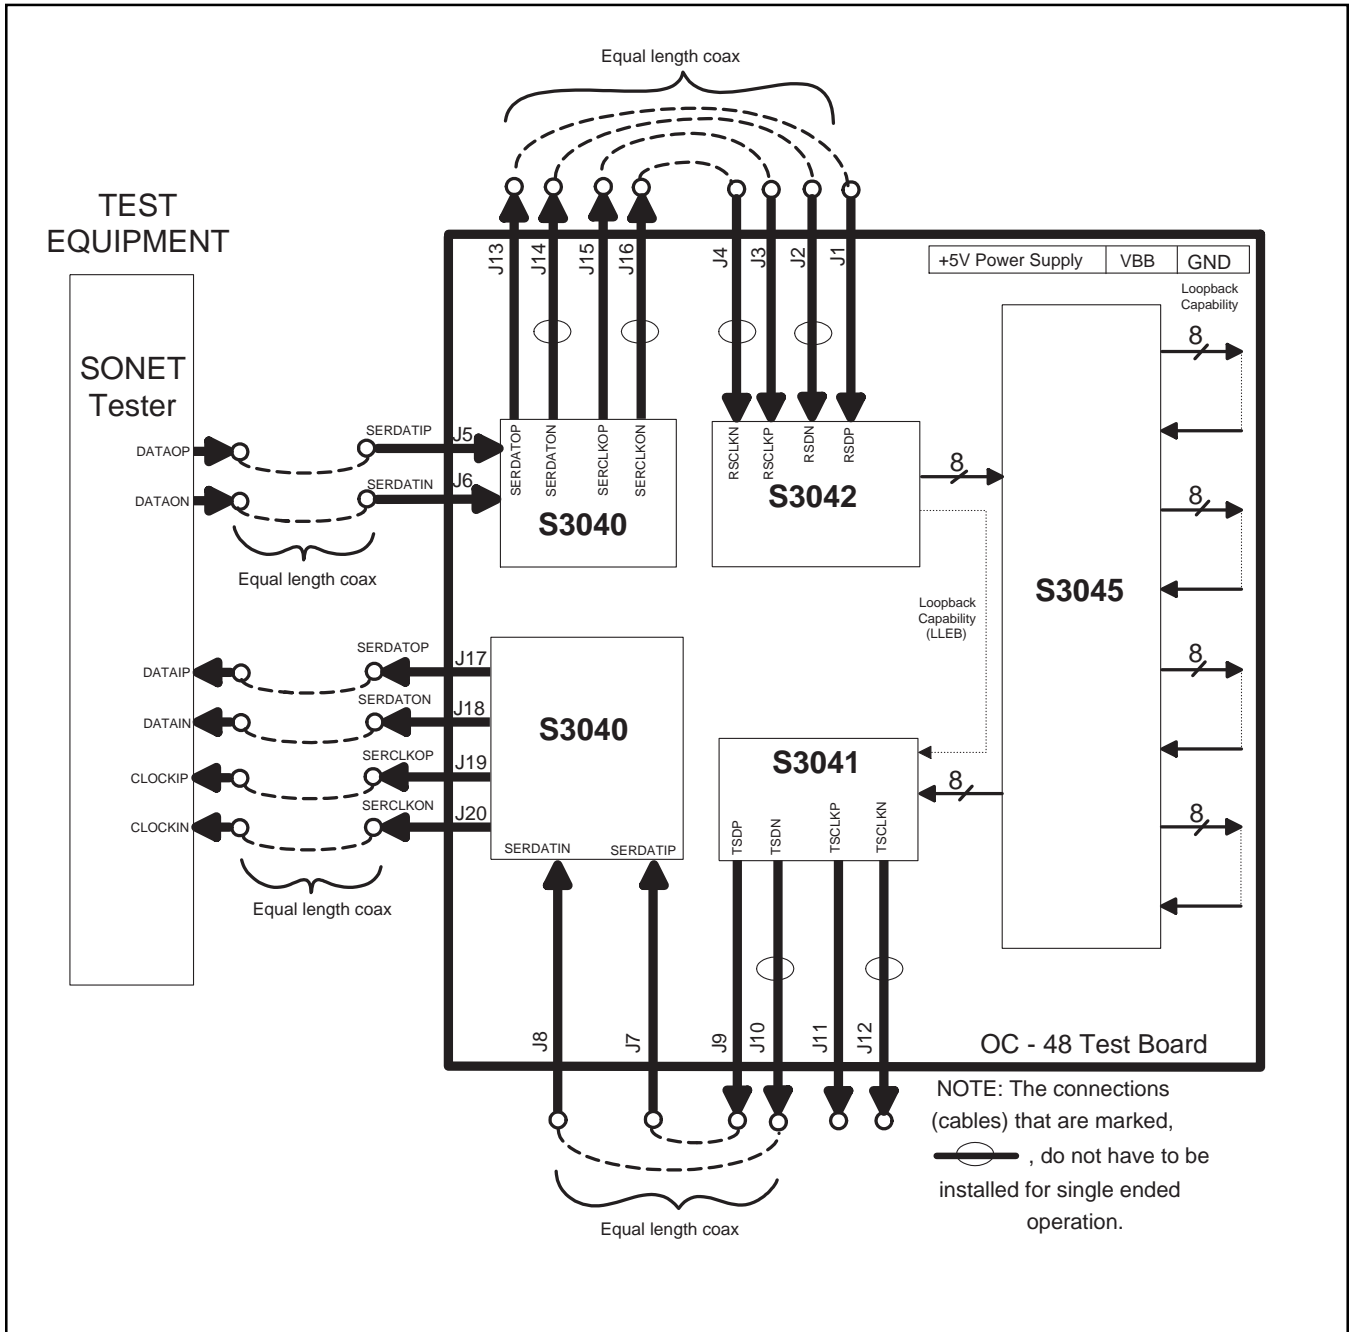 Equal length coax
TEST
EQUIPMENT
J13
J14
J15
J16
J4
J3
J2
J1
+5V Power Supply
VBB
GND
Loopback
Capability
8
SONET
Tester
DATAOP
SERDATIP
J5
DATAON
SERDATIN
J6
Equal length coax
SERDATOP
SERDATON
SERCLKOP
SERCLKON
S3040
RSCLKN
RSCLKP
RSDN
RSDP
S3042
8
8
S3045
Loopback
Capability
(LLEB)
DATAIP
SERDATOP
J17
DATAIN
SERDATON
J18
CLOCKIP
SERCLKOP
J19
CLOCKIN
SERCLKON
J20
Equal length coax
S3040
SERDATIN
SERDATIP
S3041
TSDP
TSDN
TSCLKP
TSCLKN
8
8
8
J8
J7
J9
J10
J11
J12
OC - 48 Test Board
NOTE: The connections
(cables) that are marked,
, do not have to be
installed for single ended
operation.
Equal length coax